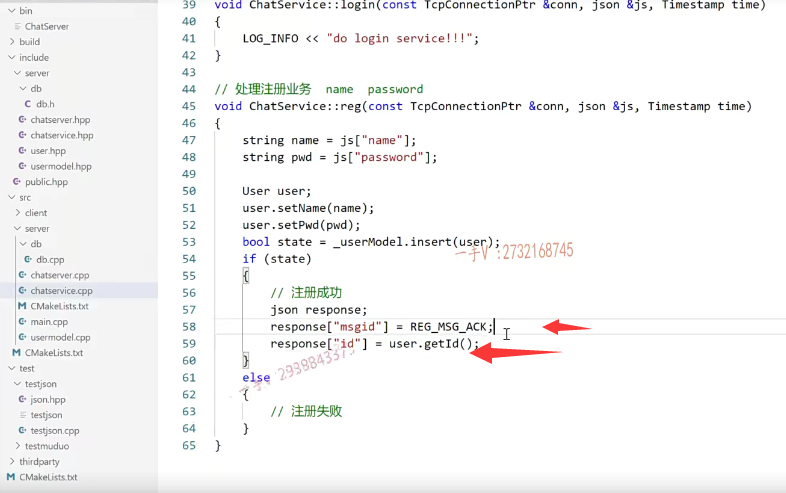 bin
ChatServer
build
include
server
db
db.h
chatserver.hpp
chatservice.hpp
user.hpp
usermodel.hpp
public.hpp
src
client
server
db
db.cpp
chatserver.cpp
chatservice.cpp
CMakeLists.txt
main.cpp
usermodel.cpp
CMakeLists.txt
test
testjson
json.hpp
testjson
testjson.cpp
testmuduo
thirdparty
CMakeLists.txt
39 void ChatService::login(const TcpConnectionPtr &conn, json &js, Timestamp time)
40 {
41 LOG_INFO << "do login service!!!";
42 }
43
44 // 处理注册业务 name password
45 void ChatService::reg(const TcpConnectionPtr &conn, json &js, Timestamp time)
46 {
47 string name = js["name"];
48 string pwd = js["password"];
49
50 User user;
51 user.setName(name);
52 user.setPwd(pwd);
53 bool state = _userModel.insert(user);
一手V :2732168745
54 if (state)
55 {
56 // 注册成功
57 json response;
58 response["msgid"] = REG_MSG_ACK;
59 response["id"] = user.getId();
60 }
61 else
62 {
63 // 注册失败
64 }
65 }